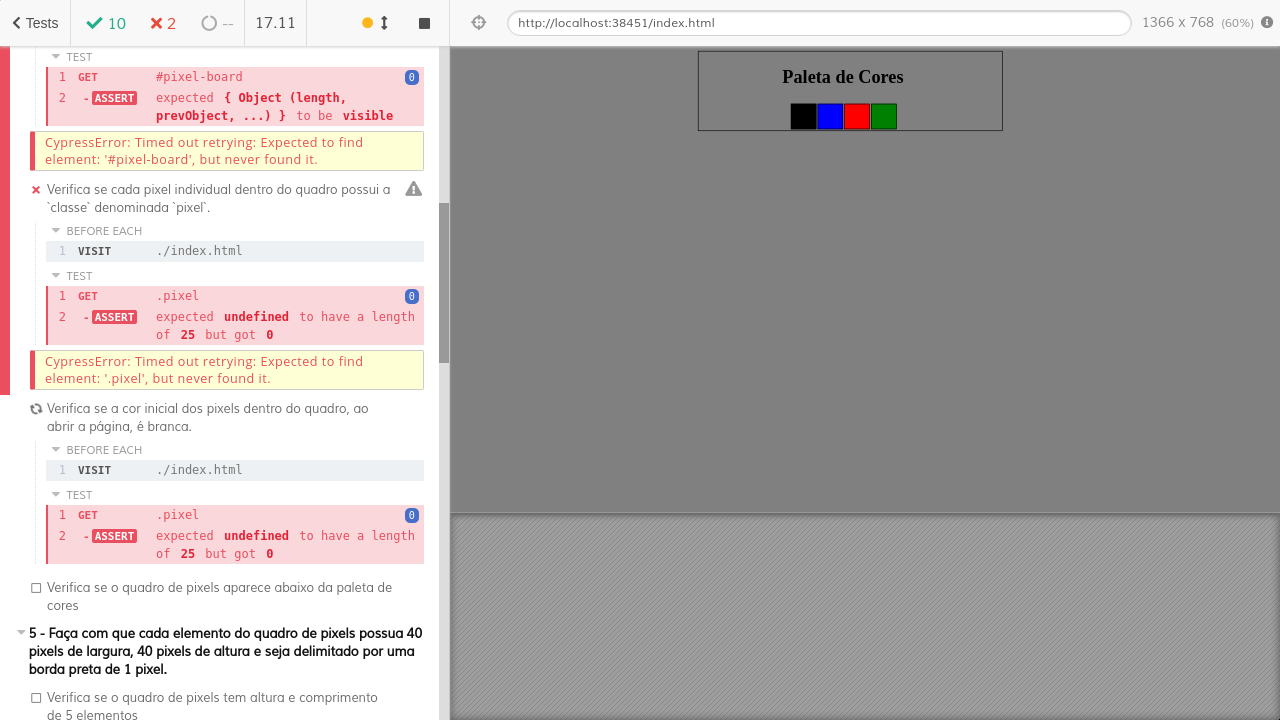 Tests 10 2 -- 17.11
http://localhost:38451/index.html 1366 x 768 (60%)
TEST
1 GET #pixel-board 0
2 -ASSERT expected { Object (length,
prevObject, ...) } to be visible
CypressError: Timed out retrying: Expected to find
element: '#pixel-board', but never found it.
Verifica se cada pixel individual dentro do quadro possui a
`classe` denominada `pixel`.
BEFORE EACH
1 VISIT ./index.html
TEST
1 GET .pixel 0
2 -ASSERT expected undefined to have a length
of 25 but got 0
CypressError: Timed out retrying: Expected to find
element: '.pixel', but never found it.
Verifica se a cor inicial dos pixels dentro do quadro, ao
abrir a página, é branca.
BEFORE EACH
1 VISIT ./index.html
TEST
1 GET .pixel 0
2 -ASSERT expected undefined to have a length
of 25 but got 0
Verifica se o quadro de pixels aparece abaixo da paleta de
cores
5 - Faça com que cada elemento do quadro de pixels possua 40
pixels de largura, 40 pixels de altura e seja delimitado por uma
borda preta de 1 pixel.
Verifica se o quadro de pixels tem altura e comprimento
de 5 elementos
Paleta de Cores